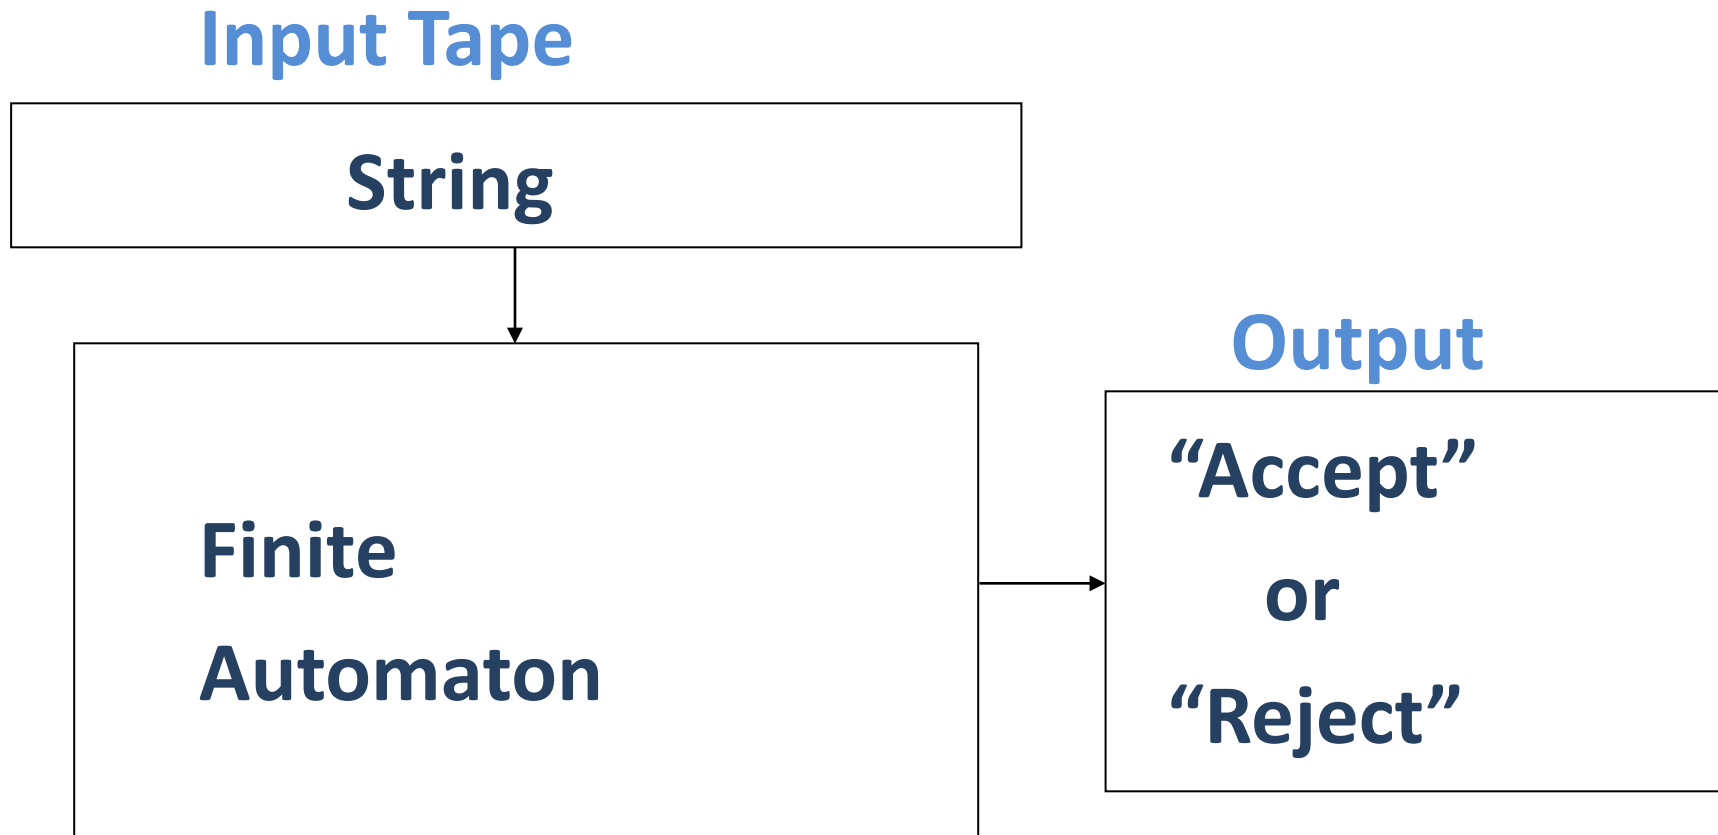 Input Tape
String
Finite
Automaton
Output
“Accept”
or
“Reject”